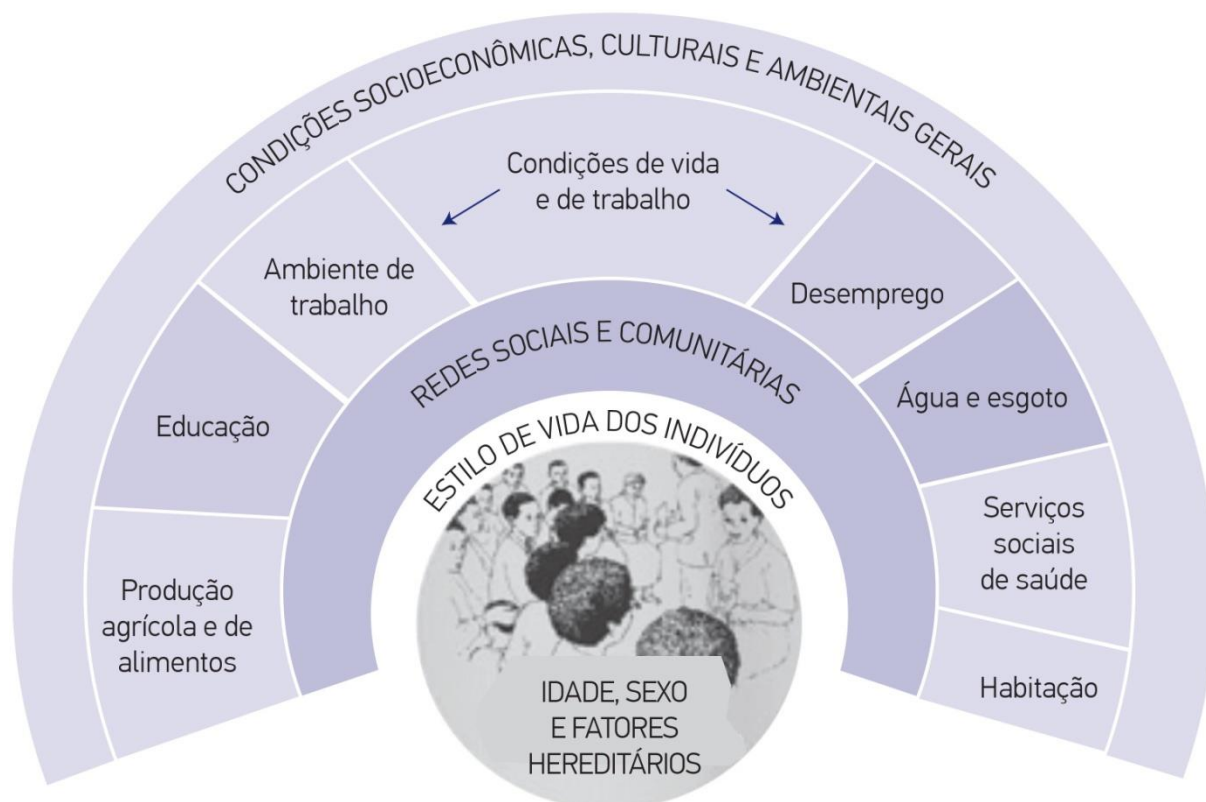 CONDIÇÕES SOCIOECONÔMICAS, CULTURAIS E AMBIENTAIS GERAIS
Condições de vida
e de trabalho
Ambiente de
trabalho
Desemprego
REDES SOCIAIS E COMUNITÁRIAS
Educação
Água e esgoto
ESTILO DE VIDA DOS INDIVÍDUOS
Serviços
sociais
de saúde
Produção
agrícola e de
alimentos
Habitação
IDADE, SEXO
E FATORES
HEREDITÁRIOS